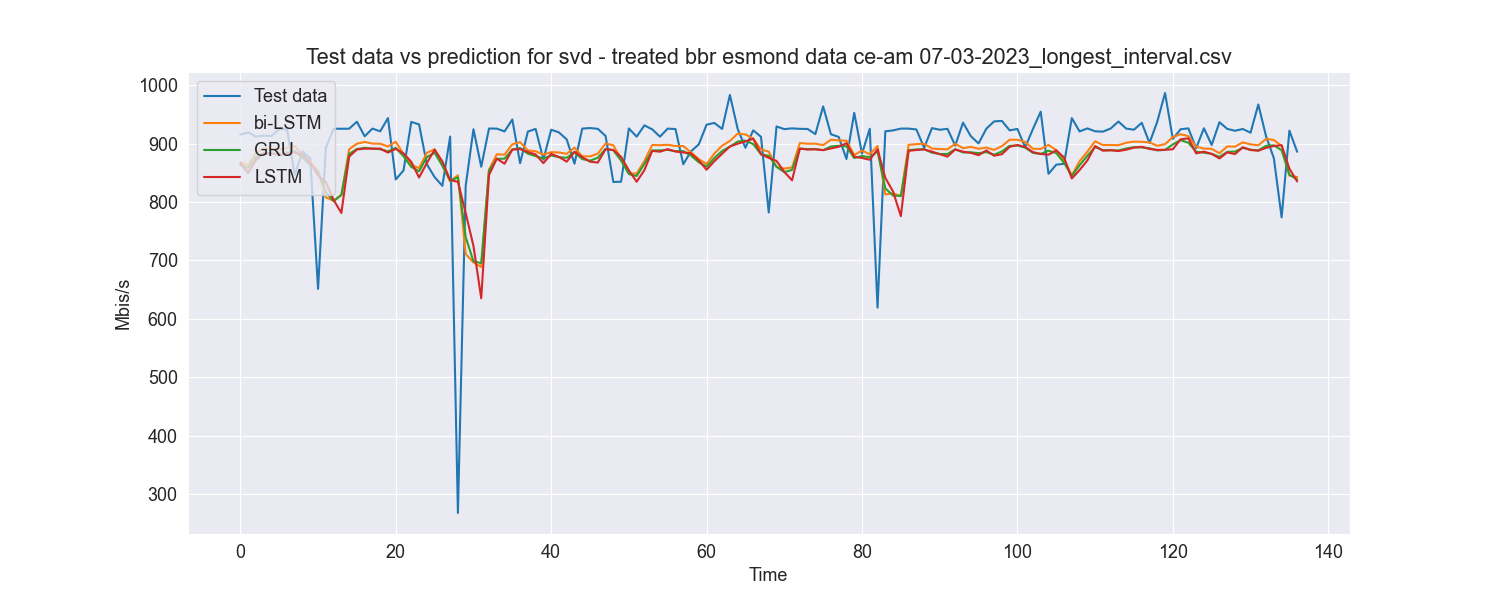 Test data vs prediction for svd - treated bbr esmond data ce-am 07-03-2023_longest_interval.csv
1000
900
800
700
600
500
400
300
Mbis/s
Test data
bi-LSTM
GRU
LSTM
0 20 40 60 80 100 120 140
Time